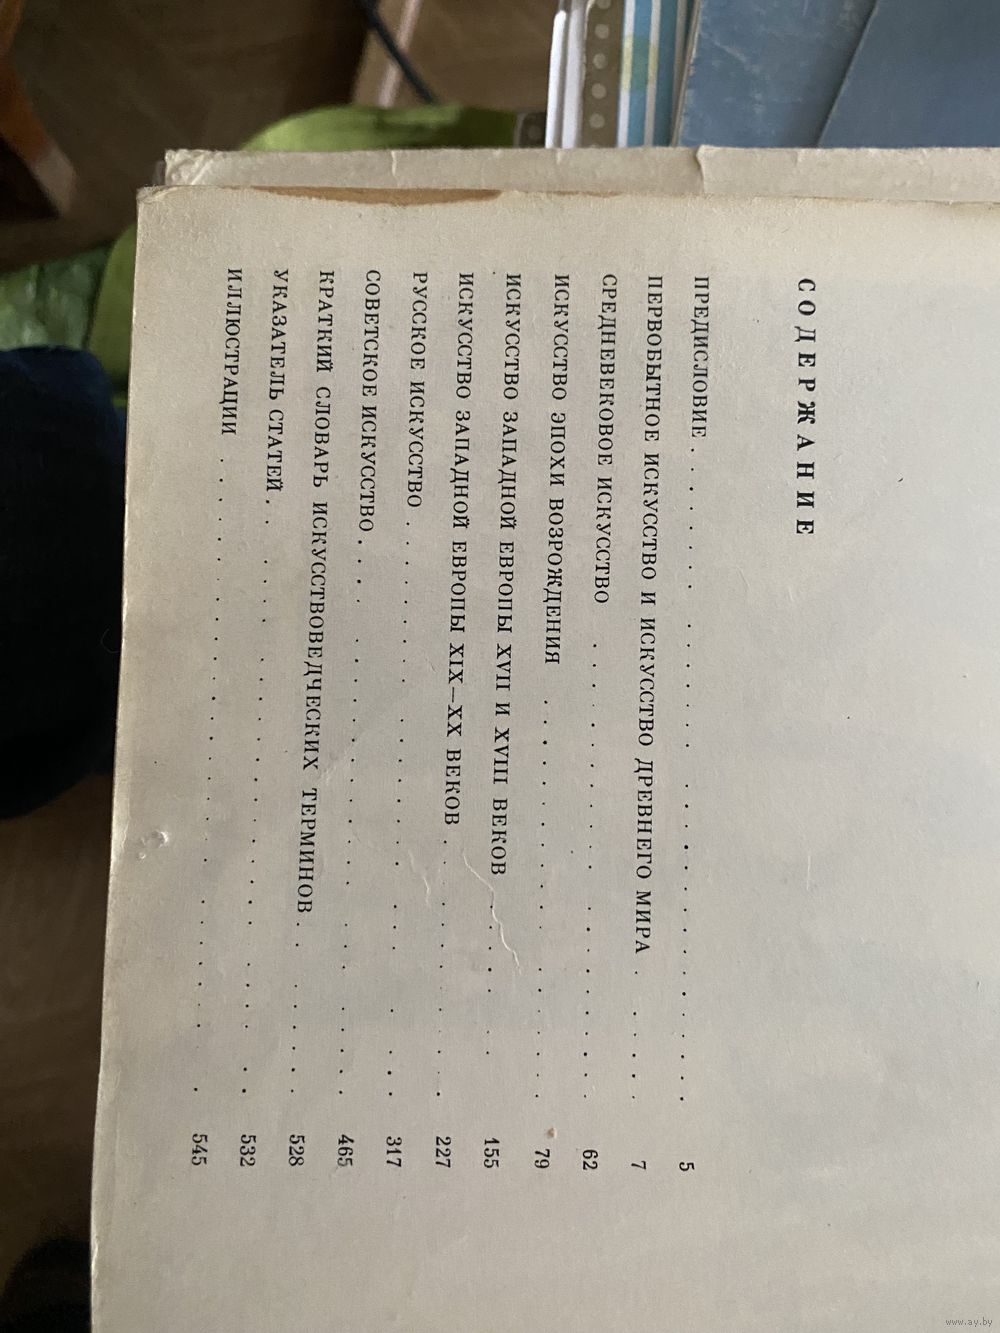 СОДЕРЖАНИЕ
ПРЕДИСЛОВИЕ . . . . . . . . . . . . . . . . . . . . 5
ПЕРВОБЫТНОЕ ИСКУССТВО И ИСКУССТВО ДРЕВНЕГО МИРА . . . . . 7
СРЕДНЕВЕКОВОЕ ИСКУССТВО . . . . . . . . . . . . . . . 62
ИСКУССТВО ЭПОХИ ВОЗРОЖДЕНИЯ . . . . . . . . . . . . . 79
ИСКУССТВО ЗАПАДНОЙ ЕВРОПЫ XVII И XVIII ВЕКОВ . . . . . 155
ИСКУССТВО ЗАПАДНОЙ ЕВРОПЫ XIX—XX ВЕКОВ . . . . . . . . 227
РУССКОЕ ИСКУССТВО . . . . . . . . . . . . . . . . . . 317
СОВЕТСКОЕ ИСКУССТВО . . . . . . . . . . . . . . . . . 465
КРАТКИЙ СЛОВАРЬ ИСКУССТВОВЕДЧЕСКИХ ТЕРМИНОВ . . . . . . 528
УКАЗАТЕЛЬ СТАТЕЙ . . . . . . . . . . . . . . . . . . . 532
ИЛЛЮСТРАЦИИ . . . . . . . . . . . . . . . . . . . . . 545
www.ay.by